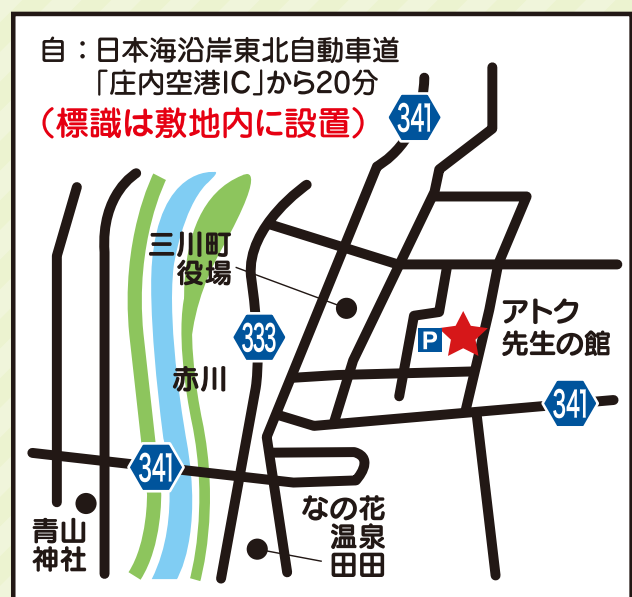 自：日本海沿岸東北自動車道
「庄内空港IC」から20分
（標識は敷地内に設置）
341
三川町
役場
アトク
先生の館
P
333
赤川
341
341
青山
神社
なの花
温泉
田田